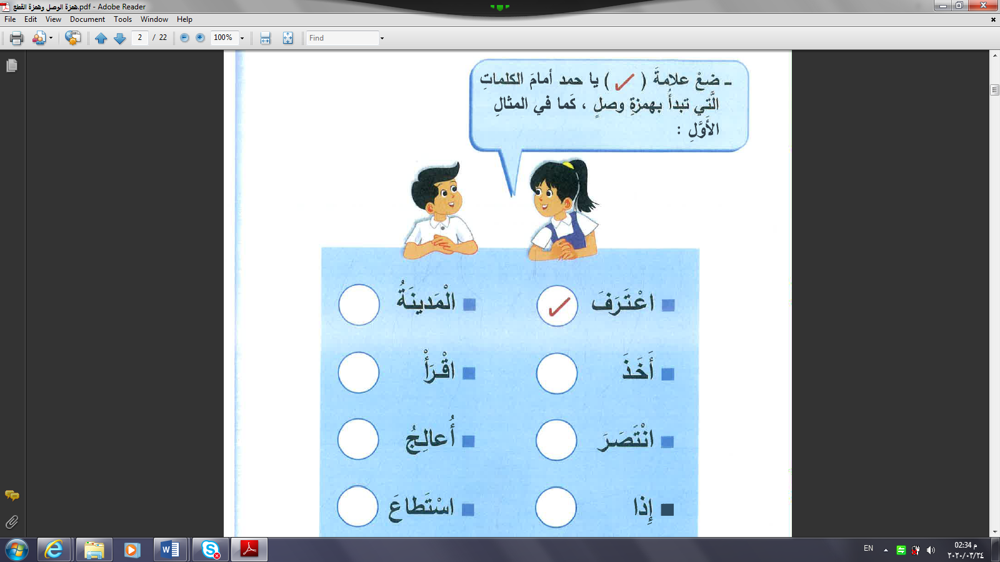 همزة الوصل وهمزة القطع.pdf - Adobe Reader
File Edit View Document Tools Window Help
2 / 22 100% Find
- ضعْ علامةَ ( ✓ ) يا حمد أمامَ الكلماتِ
الَّتي تبدأُ بهمزةِ وصلٍ ، كَما في المثالِ
الأَوَّلِ :
اعْتَرَفَ ✓ الْمَدينَةُ
أَخَذَ اقْرَأْ
انْتَصَرَ أُعالِجُ
إِذا اسْتَطاعَ
EN 02:34 م
٢٠٢٠/٠٣/٢٤